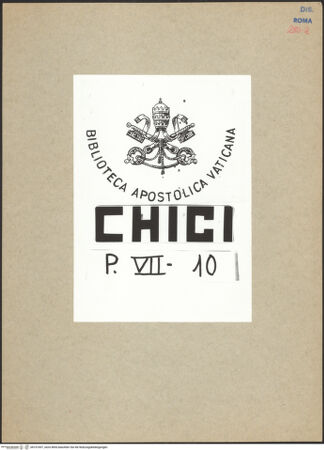 DIS.
ROMA
BIBLIOTECA APOSTOLICA VATICANA
CHIGI
P. VII - 10